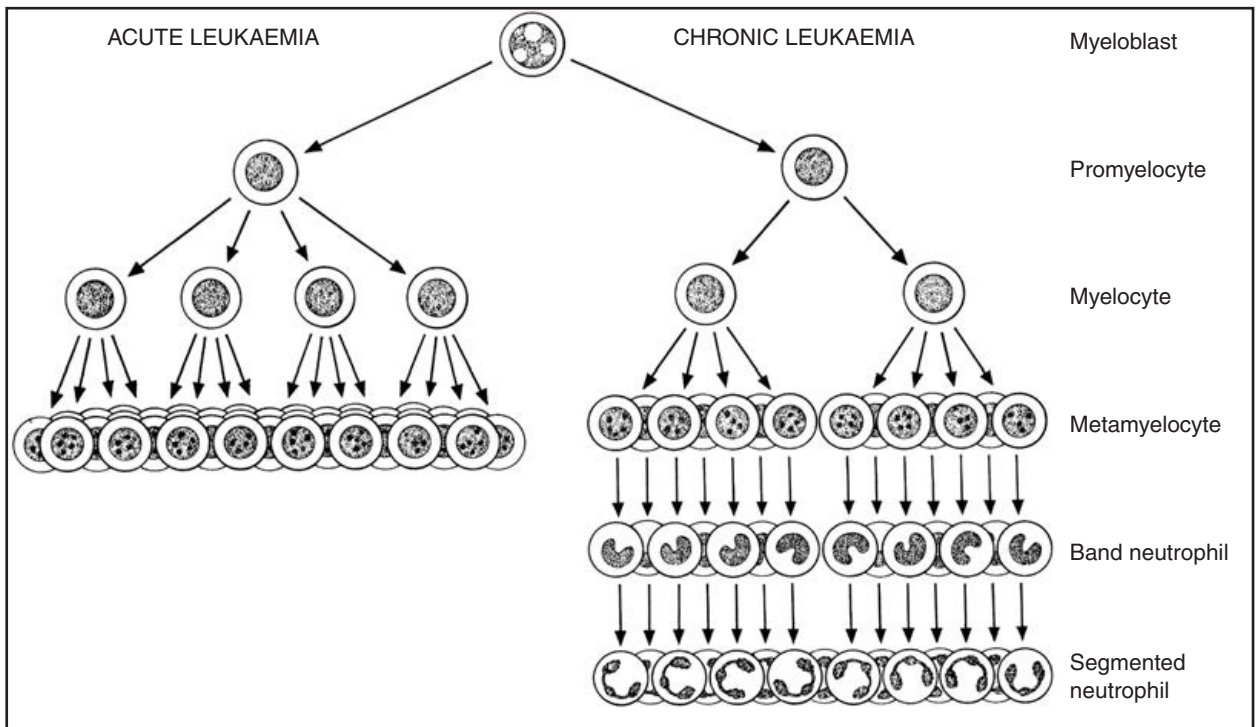 ACUTE LEUKAEMIA
CHRONIC LEUKAEMIA
Myeloblast
Promyelocyte
Myelocyte
Metamyelocyte
Band neutrophil
Segmented
neutrophil